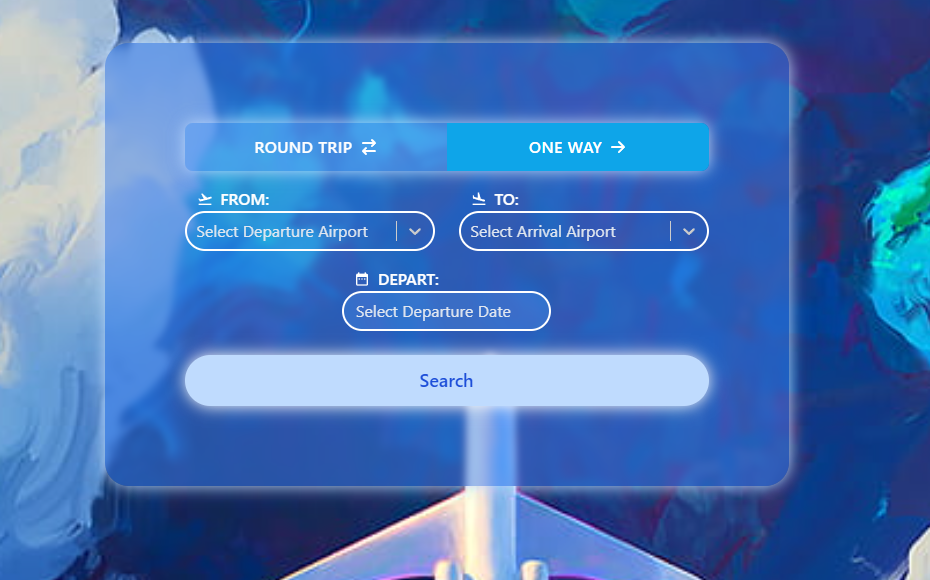 ROUND TRIP
ONE WAY
FROM:
TO:
Select Departure Airport
Select Arrival Airport
DEPART:
Select Departure Date
Search